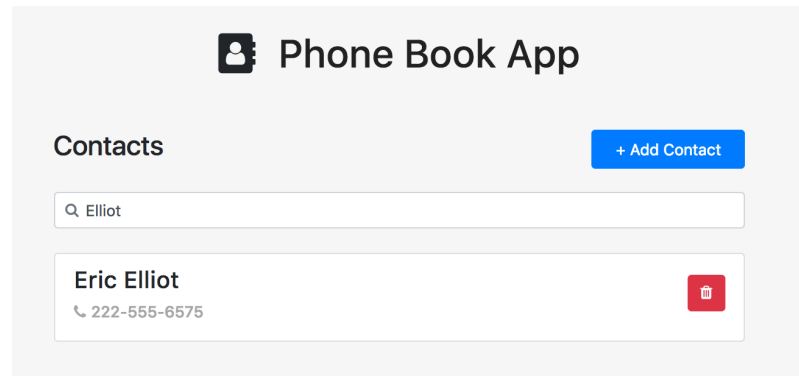 Phone Book App
Contacts
+ Add Contact
Elliot
Eric Elliot
222-555-6575